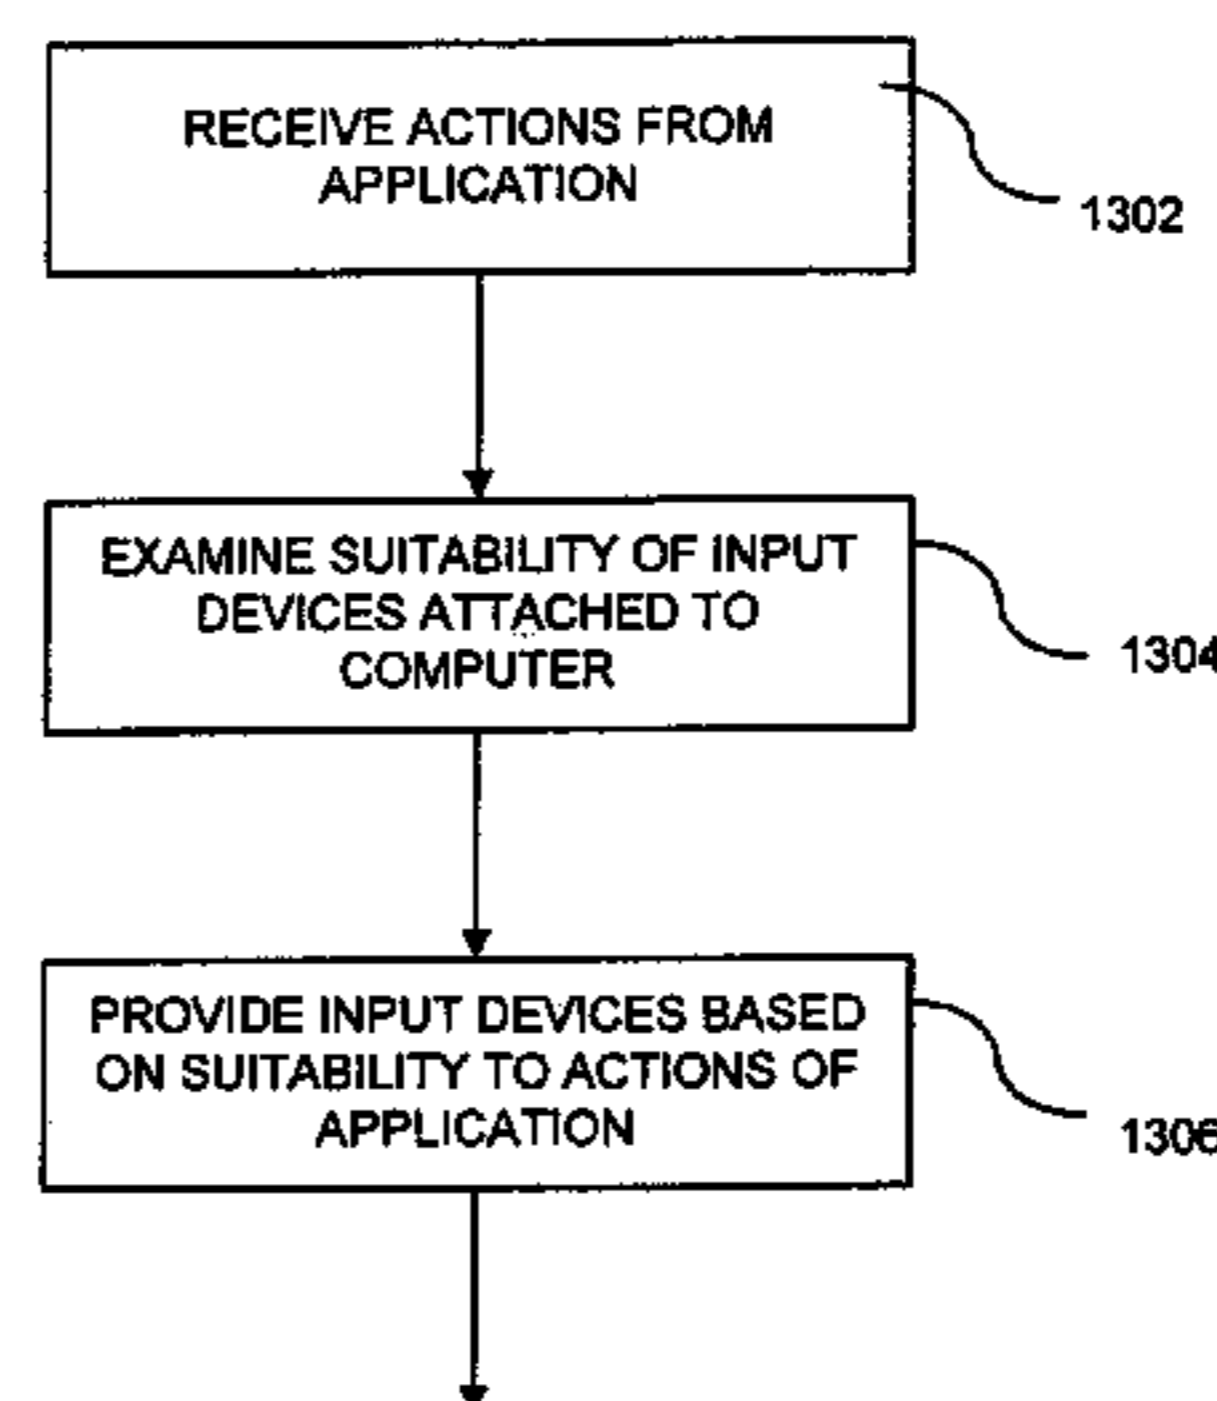 RECEIVE ACTIONS FROM
APPLICATION
1302
EXAMINE SUITABILITY OF INPUT
DEVICES ATTACHED TO
COMPUTER
1304
PROVIDE INPUT DEVICES BASED
ON SUITABILITY TO ACTIONS OF
APPLICATION
1306